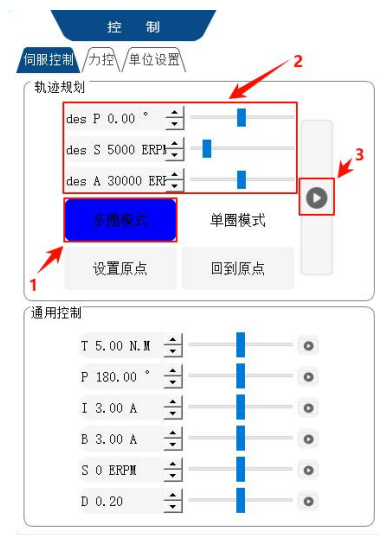 控 制
伺服控制 力控 单位设置
2
轨迹规划
des P 0.00 °
des S 5000 ERPM
3
des A 30000 ERP
多圈模式 单圈模式
设置原点 回到原点
1
通用控制
T 5.00 N.M
P 180.00 °
I 3.00 A
B 3.00 A
S 0 ERPM
D 0.20